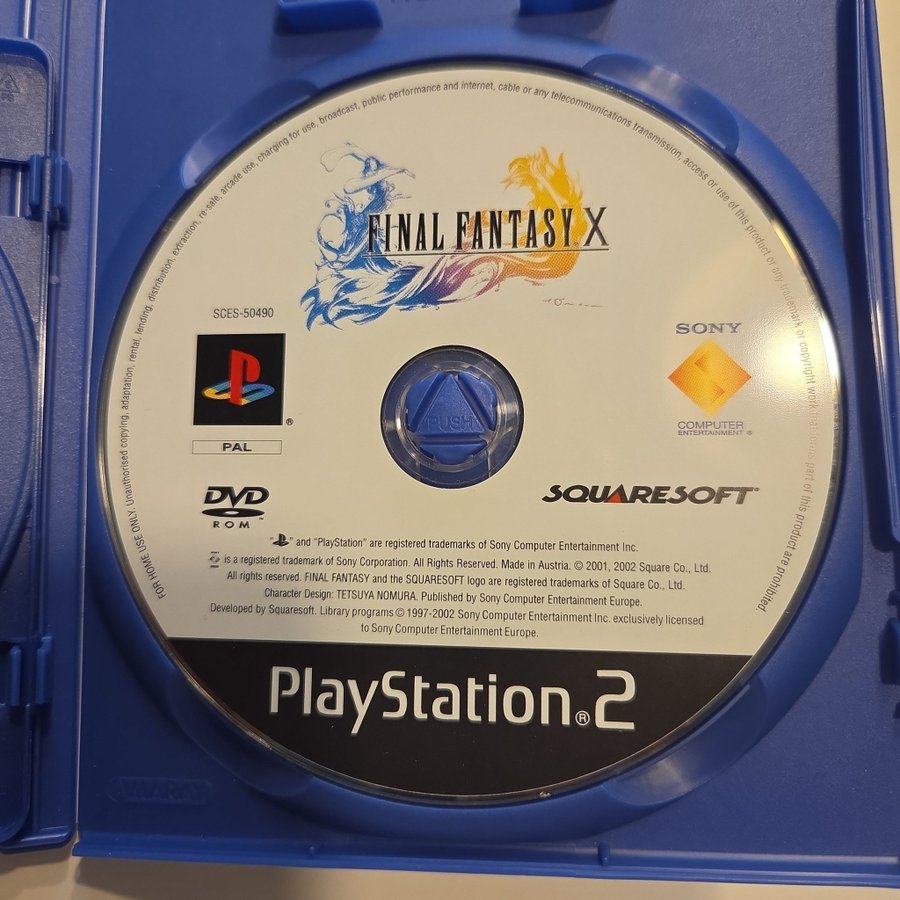 FOR HOME USE ONLY. Unauthorised copying, adaptation, rental, lending, distribution, extraction, re-sale, arcade use, charging for use, broadcast, public performance and internet, cable or any telecommunications transmission, access or use of this product or any trademark or copyright work that forms part of this product are prohibited.
FINAL FANTASY X
SCES-50490
SONY
COMPUTER
ENTERTAINMENT ®
®
PAL
PUSH
DVD
ROM ™
SQUARESOFT®
" " and "PlayStation" are registered trademarks of Sony Computer Entertainment Inc.
is a registered trademark of Sony Corporation. All Rights Reserved. Made in Austria. © 2001, 2002 Square Co., Ltd.
All rights reserved. FINAL FANTASY and the SQUARESOFT logo are registered trademarks of Square Co., Ltd.
Character Design: TETSUYA NOMURA. Published by Sony Computer Entertainment Europe.
Developed by Squaresoft. Library programs © 1997-2002 Sony Computer Entertainment Inc. exclusively licensed
to Sony Computer Entertainment Europe.
PlayStation®2